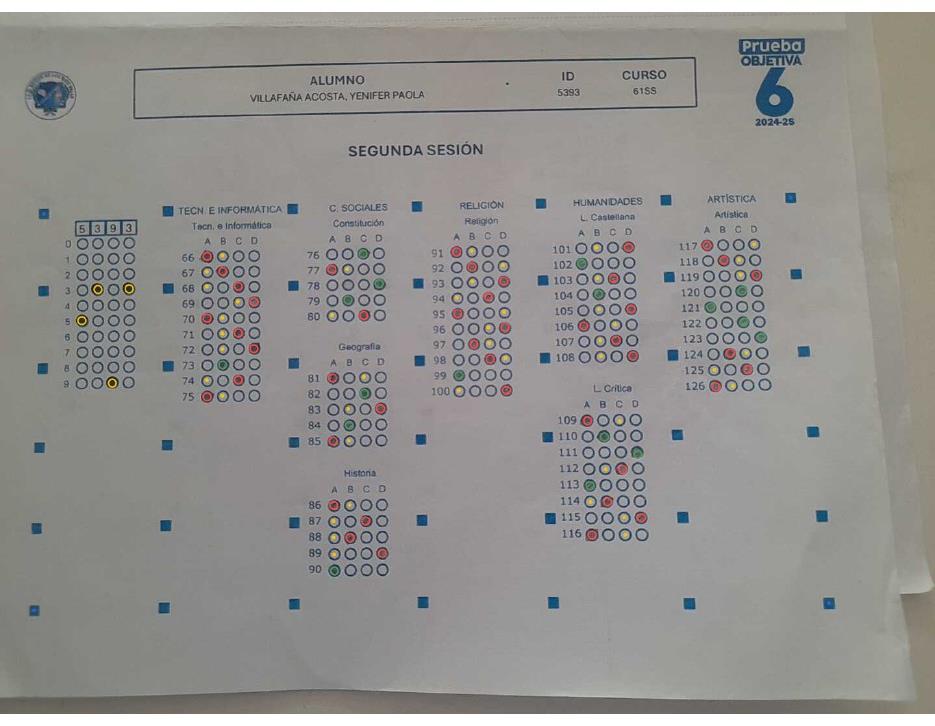 Prueba
OBJETIVA
6
2024-25
ALUMNO ID CURSO
VILLAFAÑA ACOSTA, YENIFER PAOLA 5393 61SS
SEGUNDA SESIÓN
5 3 9 3
0
1
2
3
4
5
6
7
8
9
TECN. E INFORMÁTICA
Tecn. e Informática
A B C D
66
67
68
69
70
71
72
73
74
75
C. SOCIALES
Constitución
A B C D
76
77
78
79
80
Geografía
A B C D
81
82
83
84
85
Historia
A B C D
86
87
88
89
90
RELIGIÓN
Religión
A B C D
91
92
93
94
95
96
97
98
99
100
HUMANIDADES
L. Castellana
A B C D
101
102
103
104
105
106
107
108
L. Crítica
A B C D
109
110
111
112
113
114
115
116
ARTÍSTICA
Artística
A B C D
117
118
119
120
121
122
123
124
125
126